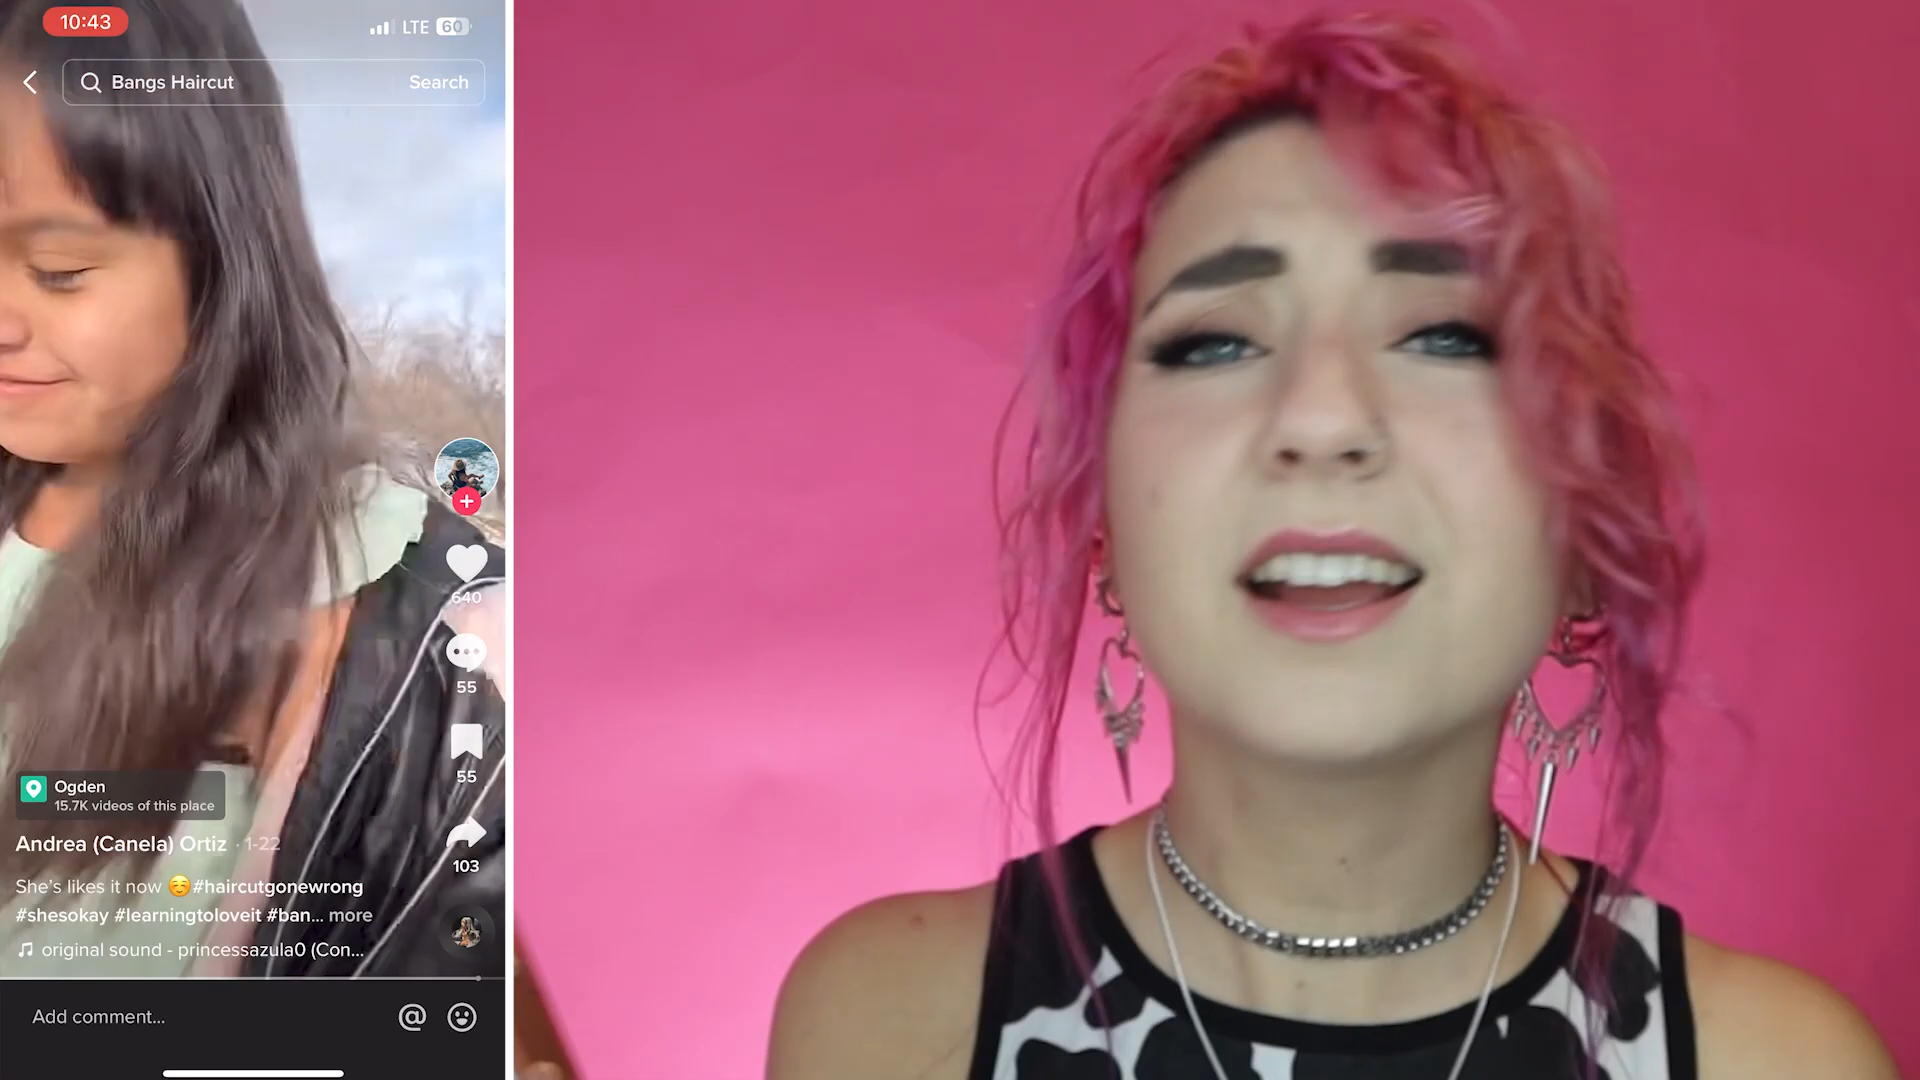 10:43
LTE 60
Bangs Haircut Search
640
55
55
103
Ogden
15.7K videos of this place
Andrea (Canela) Ortiz · 1-22
She's likes it now ☺️#haircutgonewrong
#shesokay #learningtoloveit #ban... more
original sound - princessazula0 (Con...
Add comment...
@